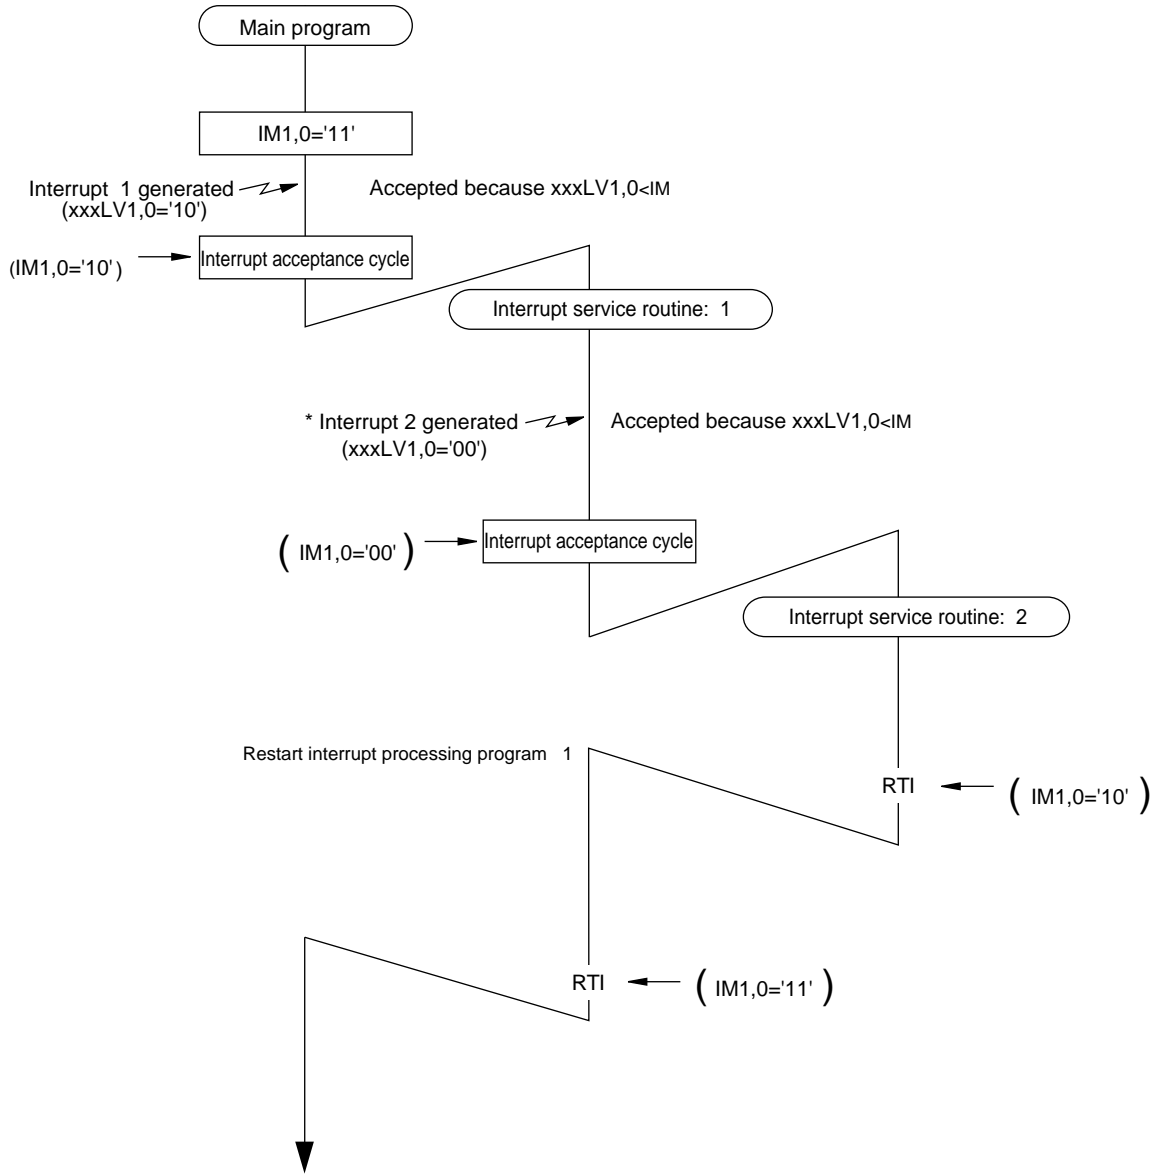 Main program
IM1,0='11'
Interrupt 1 generated
(xxxLV1,0='10')
Accepted because xxxLV1,0<IM
(IM1,0='10')
Interrupt acceptance cycle
Interrupt service routine: 1
* Interrupt 2 generated
(xxxLV1,0='00')
Accepted because xxxLV1,0<IM
( IM1,0='00' )
Interrupt acceptance cycle
Interrupt service routine: 2
Restart interrupt processing program 1
RTI
( IM1,0='10' )
RTI
( IM1,0='11' )